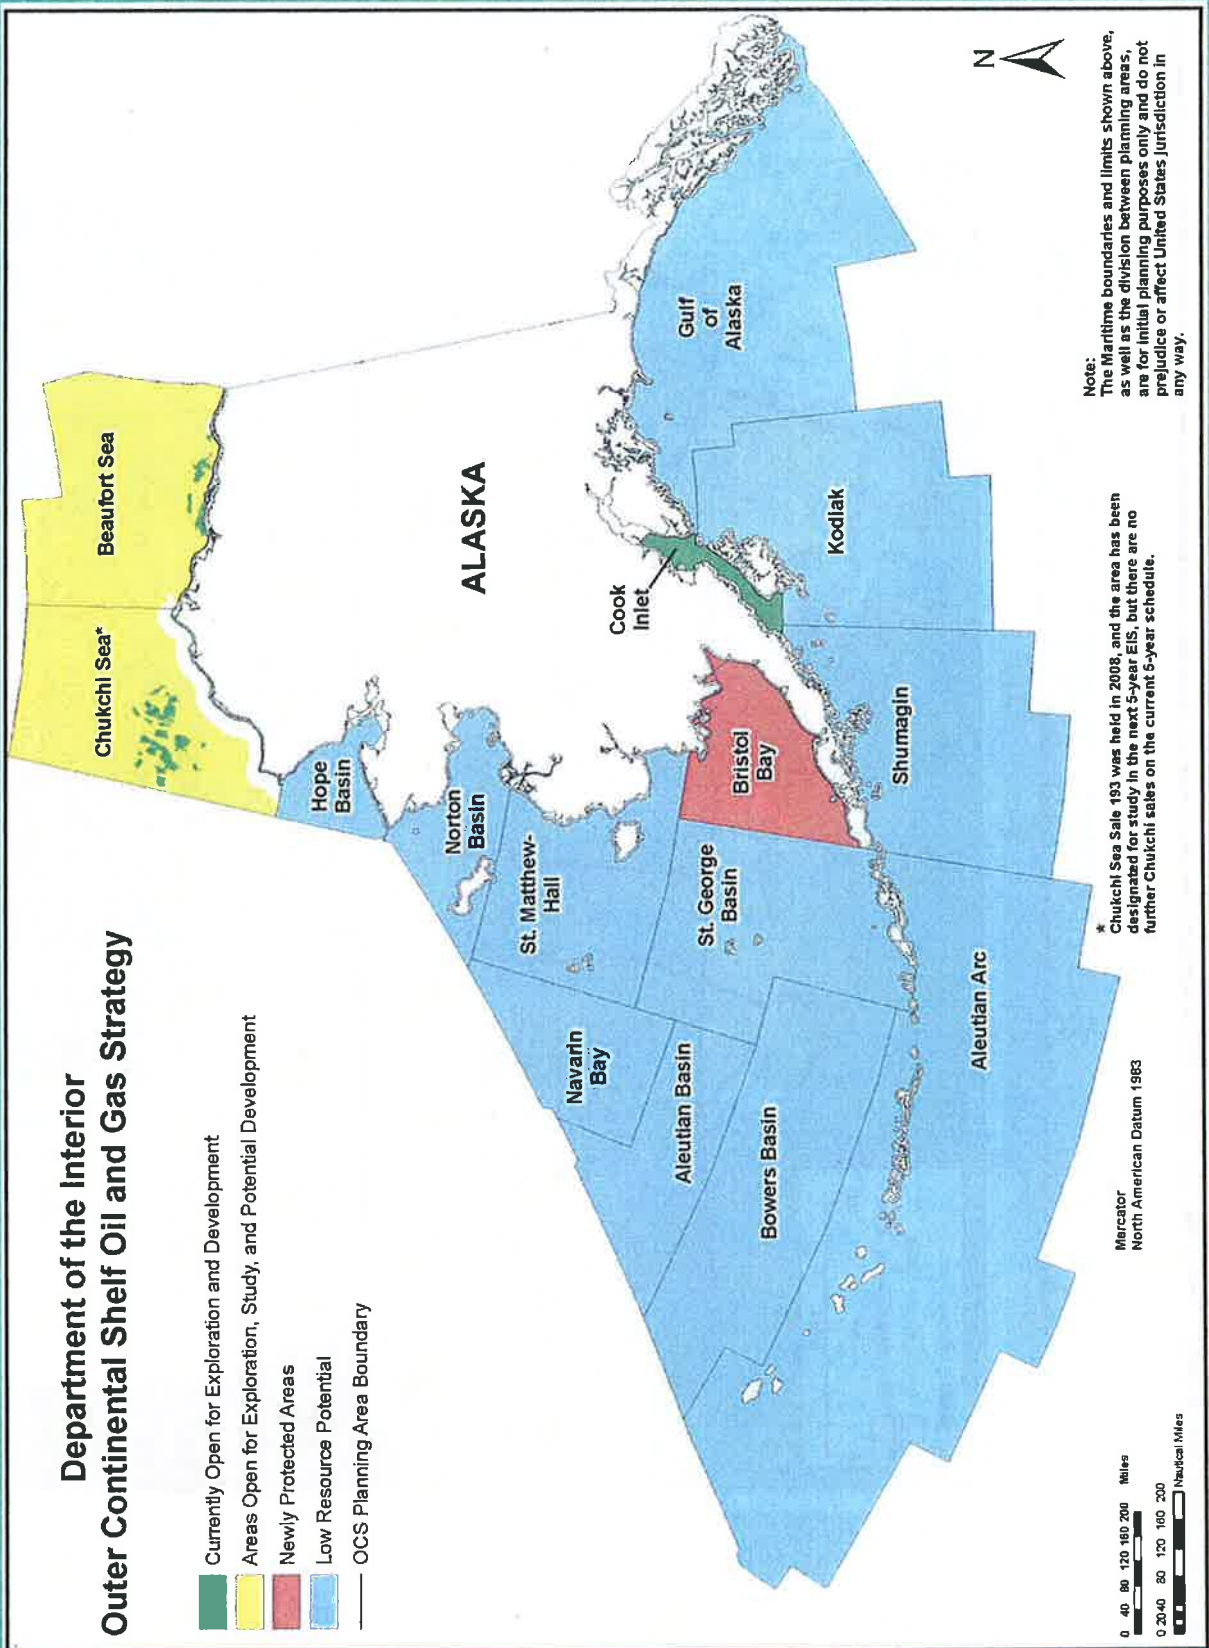 Department of the Interior
Outer Continental Shelf Oil and Gas Strategy
Currently Open for Exploration and Development
Areas Open for Exploration, Study, and Potential Development
Newly Protected Areas
Low Resource Potential
OCS Planning Area Boundary
Chukchi Sea*
Beaufort Sea
Hope
Basin
Norton
Basin
ALASKA
St. Matthew-
Hall
Navarin
Bay
Cook
Inlet
Aleutian Basin
St. George
Basin
Bristol
Bay
Gulf
of
Alaska
Bowers Basin
Kodiak
Shumagin
Aleutian Arc
N
0 40 80 120 160 200 Miles
0 20 40 80 120 160 200
Nautical Miles
Mercator
North American Datum 1983
*
Chukchi Sea Sale 193 was held in 2008, and the area has been
designated for study in the next 5-year EIS, but there are no
further Chukchi sales on the current 5-year schedule.
Note:
The Maritime boundaries and limits shown above,
as well as the division between planning areas,
are for initial planning purposes only and do not
prejudice or affect United States jurisdiction in
any way.